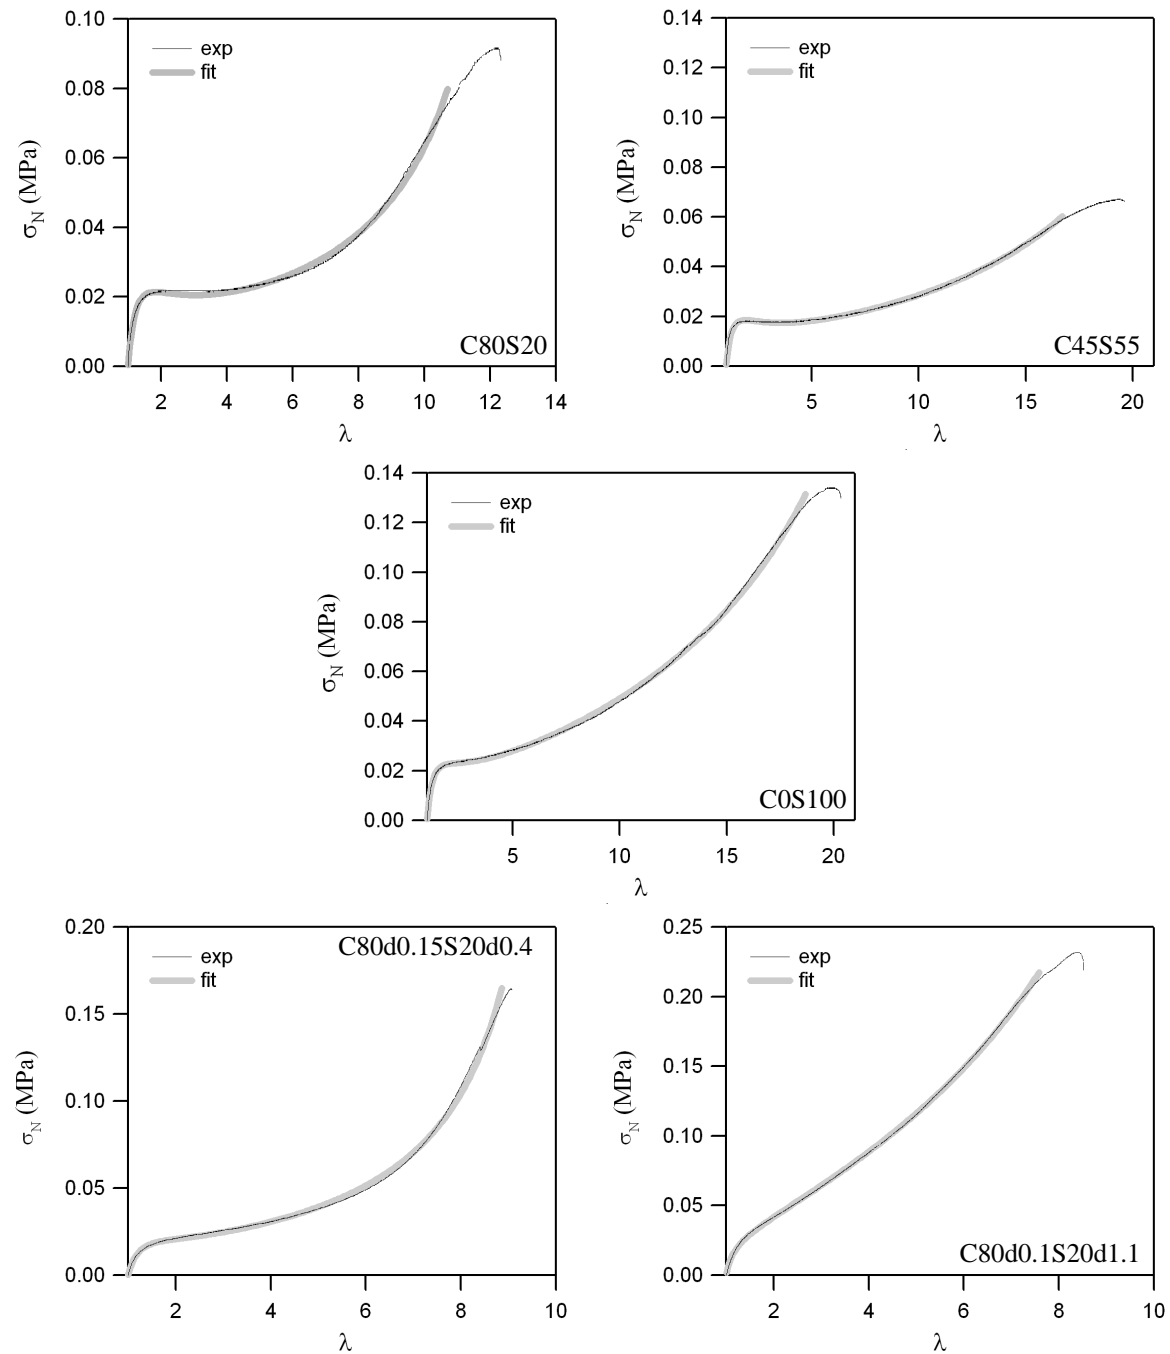 0.10
0.08
0.06
0.04
0.02
0.00
σN (MPa)
exp
fit
C80S20
2 4 6 8 10 12 14
λ
0.14
0.12
0.10
0.08
0.06
0.04
0.02
0.00
σN (MPa)
exp
fit
C45S55
5 10 15 20
λ
0.14
0.12
0.10
0.08
0.06
0.04
0.02
0.00
σN (MPa)
exp
fit
C0S100
5 10 15 20
λ
0.20
0.15
0.10
0.05
0.00
σN (MPa)
C80d0.15S20d0.4
exp
fit
2 4 6 8 10
λ
0.25
0.20
0.15
0.10
0.05
0.00
σN (MPa)
exp
fit
C80d0.1S20d1.1
2 4 6 8 10
λ